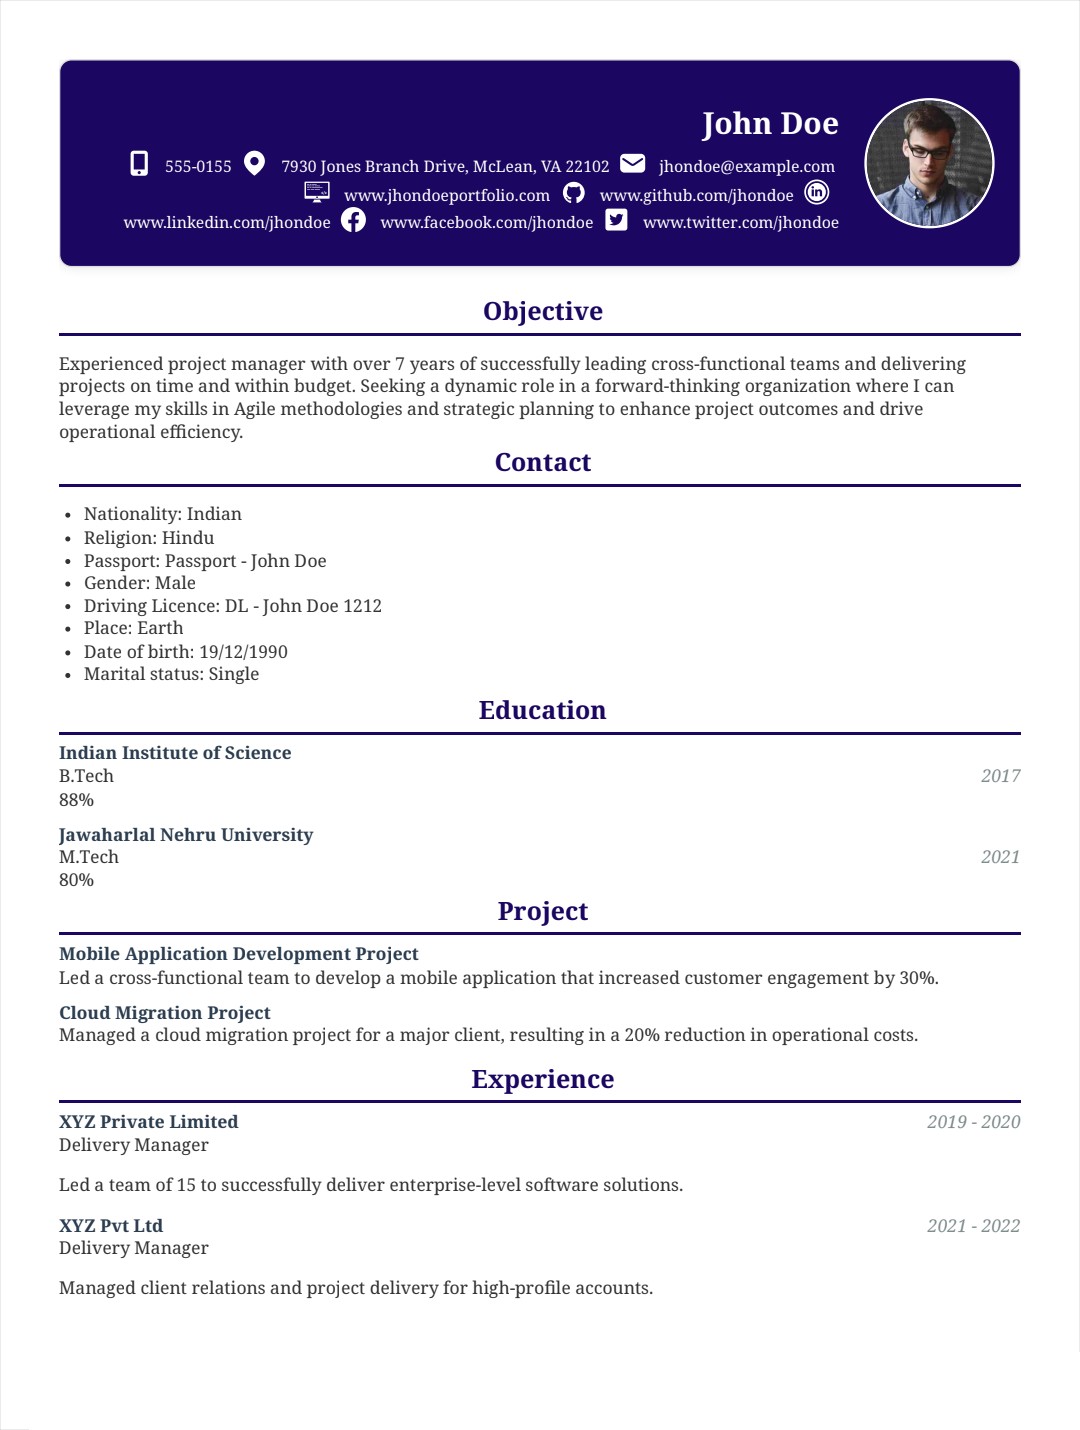 John Doe
555-0155 7930 Jones Branch Drive, McLean, VA 22102 jhondoe@example.com
www.jhondoeportfolio.com www.github.com/jhondoe
www.linkedin.com/jhondoe www.facebook.com/jhondoe www.twitter.com/jhondoe
Objective
Experienced project manager with over 7 years of successfully leading cross-functional teams and delivering
projects on time and within budget. Seeking a dynamic role in a forward-thinking organization where I can
leverage my skills in Agile methodologies and strategic planning to enhance project outcomes and drive
operational efficiency.
Contact
• Nationality: Indian
• Religion: Hindu
• Passport: Passport - John Doe
• Gender: Male
• Driving Licence: DL - John Doe 1212
• Place: Earth
• Date of birth: 19/12/1990
• Marital status: Single
Education
Indian Institute of Science
B.Tech 2017
88%
Jawaharlal Nehru University
M.Tech 2021
80%
Project
Mobile Application Development Project
Led a cross-functional team to develop a mobile application that increased customer engagement by 30%.
Cloud Migration Project
Managed a cloud migration project for a major client, resulting in a 20% reduction in operational costs.
Experience
XYZ Private Limited 2019 - 2020
Delivery Manager
Led a team of 15 to successfully deliver enterprise-level software solutions.
XYZ Pvt Ltd 2021 - 2022
Delivery Manager
Managed client relations and project delivery for high-profile accounts.